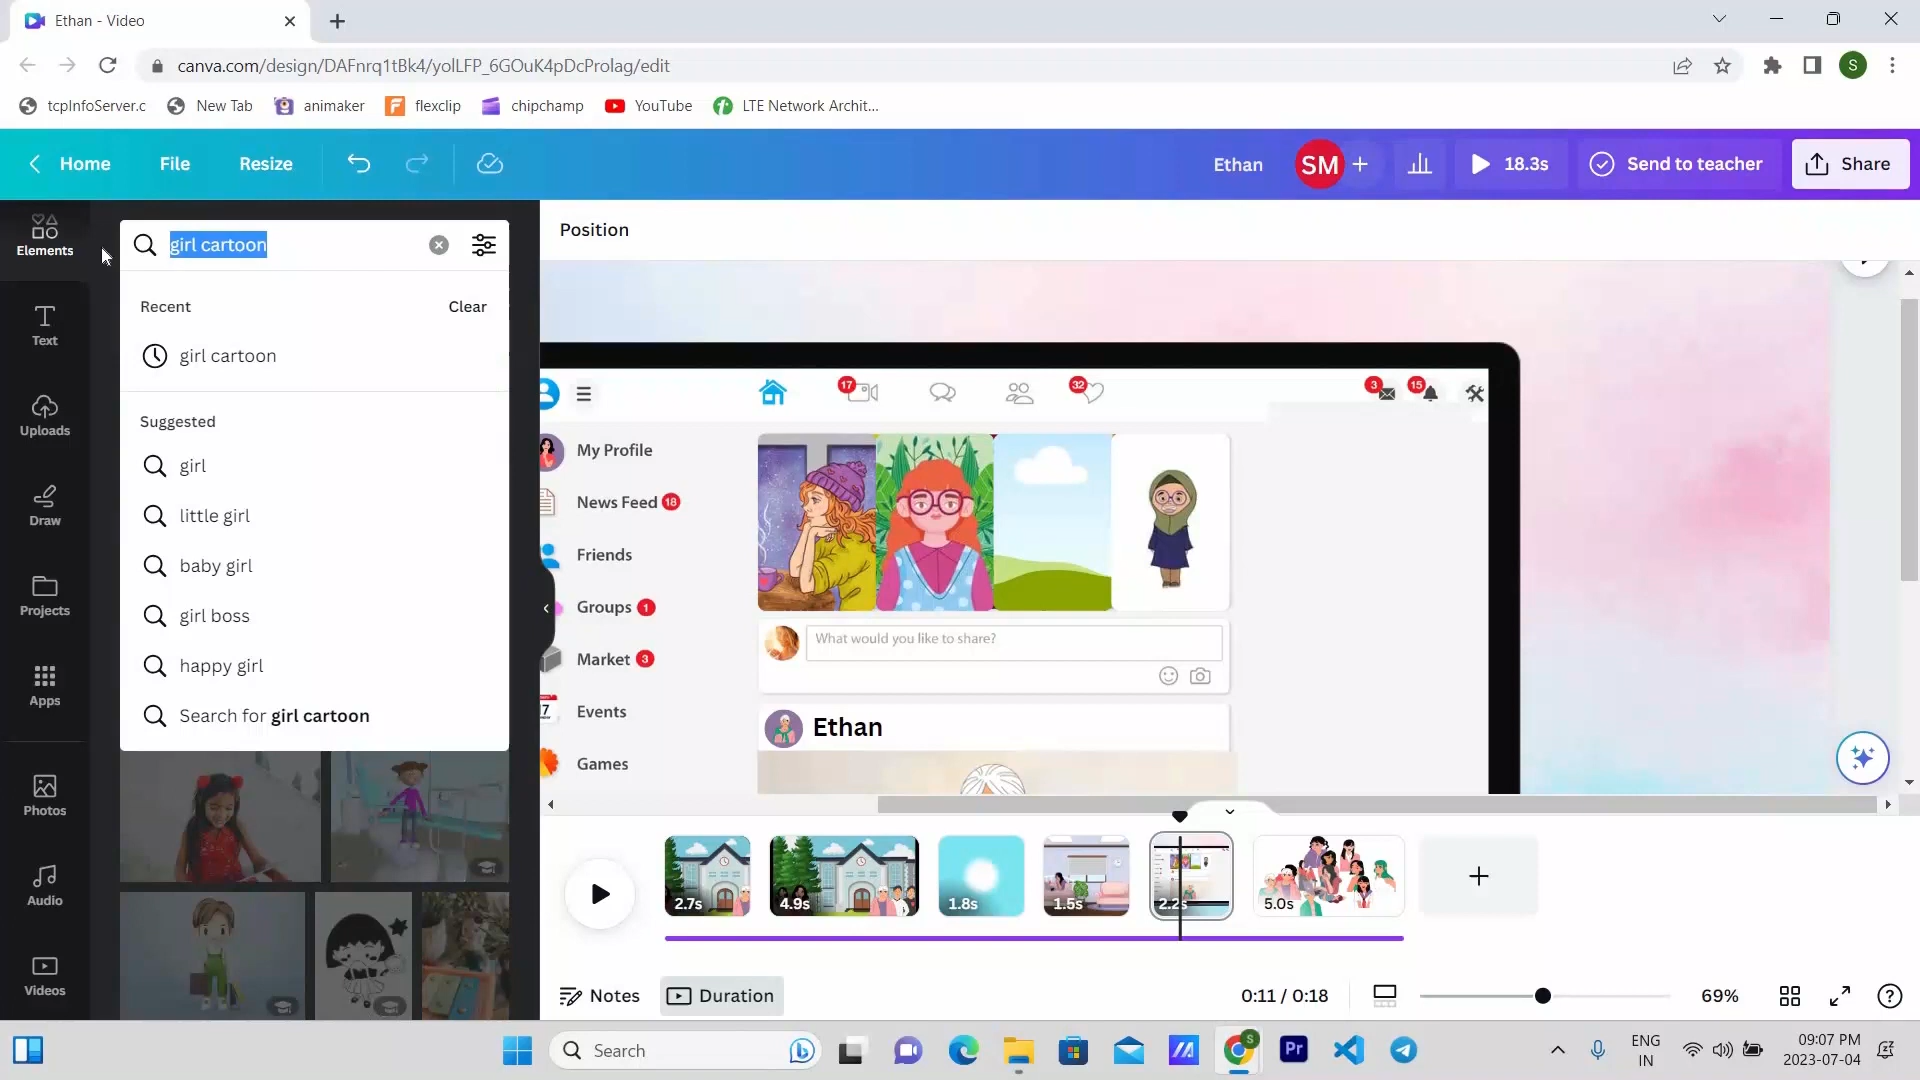 Ethan - Video
canva.com/design/DAFnrq1tBk4/yolLFP_6GOuK4pDcProlag/edit
S
tcpInfoServer.c
New Tab
animaker
flexclip
chipchamp
YouTube
LTE Network Archit...
Home
File
Resize
Ethan
SM
18.3s
Send to teacher
Share
Elements
Text
Uploads
Draw
Projects
Apps
Photos
Audio
Videos
girl cartoon
Recent
Clear
girl cartoon
Suggested
girl
little girl
baby girl
girl boss
happy girl
Search for girl cartoon
Position
17
32
3
15
My Profile
News Feed 18
Friends
Groups 1
Market 3
7
Events
Games
What would you like to share?
Ethan
2.7s
4.9s
1.8s
1.5s
2.2s
5.0s
Notes
Duration
0:11 / 0:18
69%
Search
Pr
ENG
IN
09:07 PM
2023-07-04